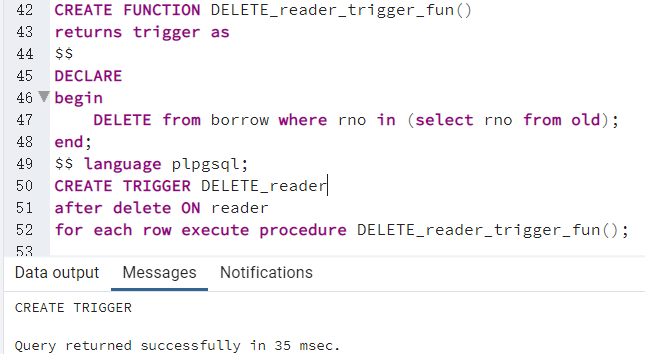 42 CREATE FUNCTION DELETE_reader_trigger_fun()
43 returns trigger as
44 $$
45 DECLARE
46 begin
47     DELETE from borrow where rno in (select rno from old);
48 end;
49 $$ language plpgsql;
50 CREATE TRIGGER DELETE_reader
51 after delete ON reader
52 for each row execute procedure DELETE_reader_trigger_fun();
53
Data output Messages Notifications
CREATE TRIGGER
Query returned successfully in 35 msec.